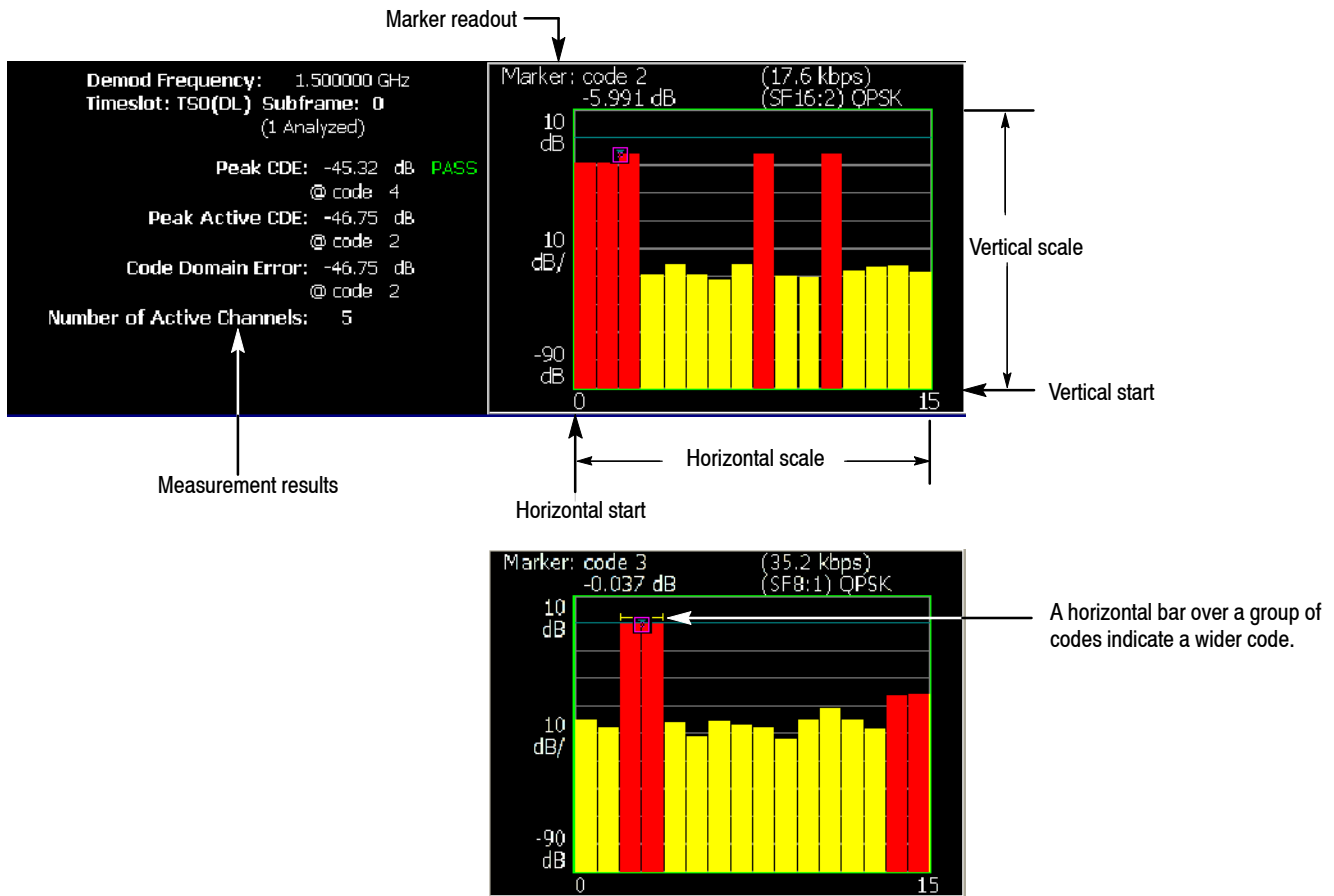 Marker readout
Demod Frequency: 1.500000 GHz
Timeslot: TS0(DL) Subframe: 0
(1 Analyzed)
Peak CDE: -45.32 dB PASS
@ code 4
Peak Active CDE: -46.75 dB
@ code 2
Code Domain Error: -46.75 dB
@ code 2
Number of Active Channels: 5
Marker: code 2 (17.6 kbps)
-5.991 dB (SF16:2) QPSK
10
dB
10
dB/
-90
dB
0 15
Vertical scale
Vertical start
Horizontal scale
Horizontal start
Measurement results
Marker: code 3 (35.2 kbps)
-0.037 dB (SF8:1) QPSK
10
dB
10
dB/
-90
dB
0 15
A horizontal bar over a group of
codes indicate a wider code.